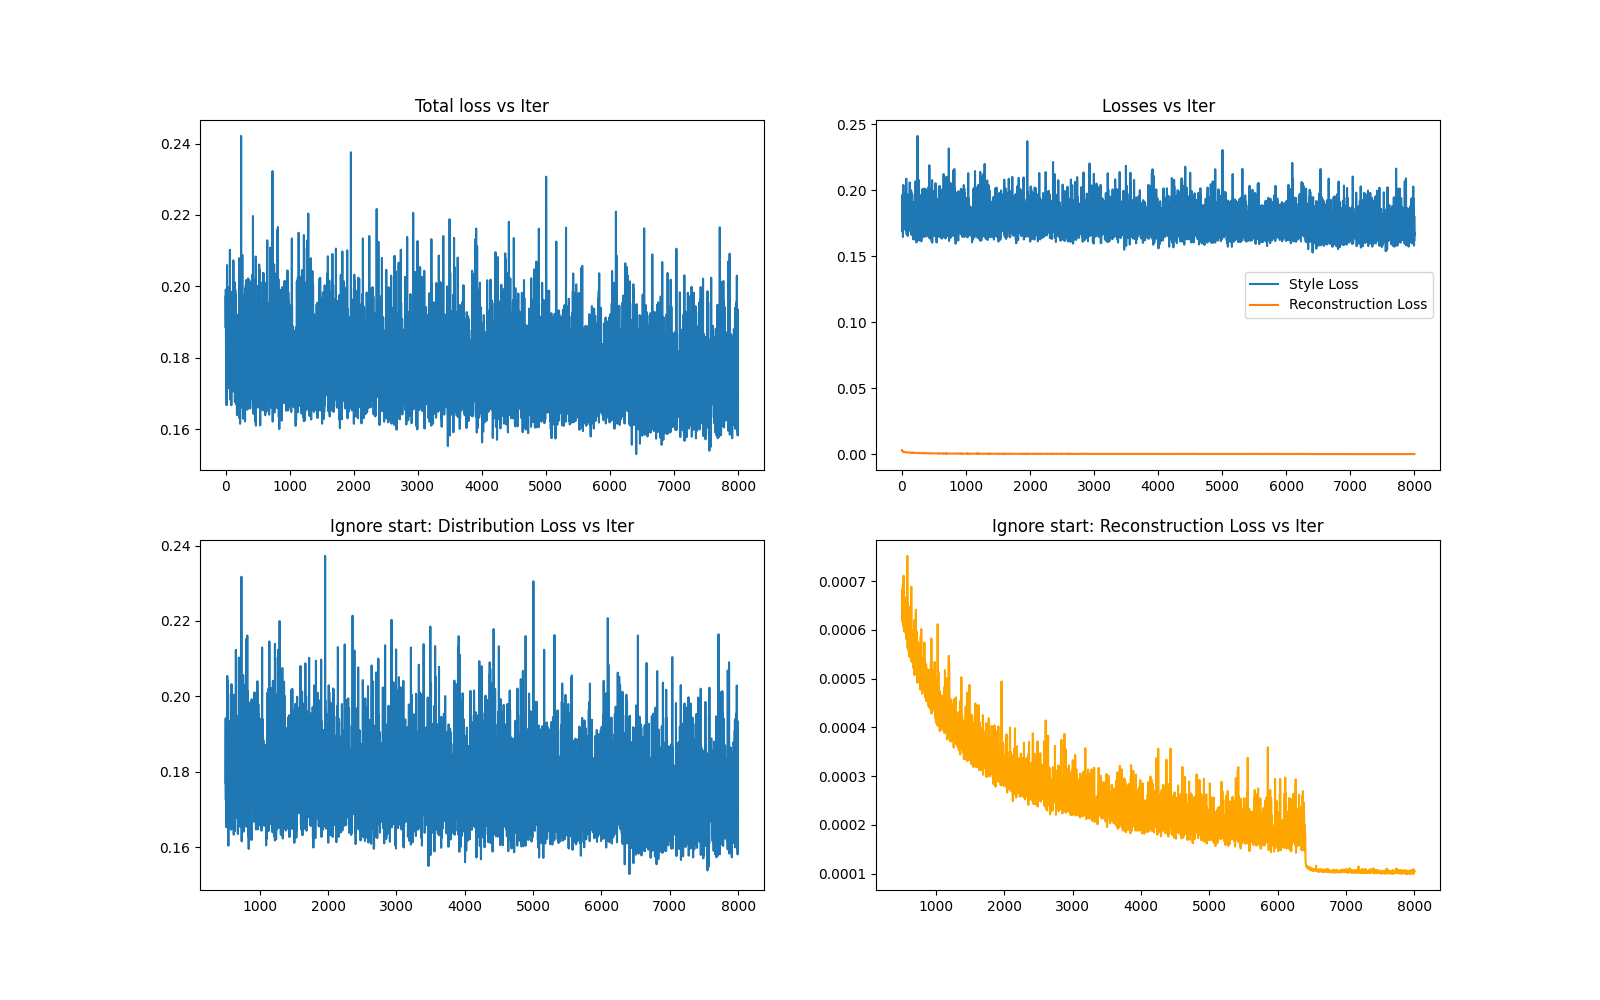 Total loss vs Iter
0.24
0.22
0.20
0.18
0.16
0 1000 2000 3000 4000 5000 6000 7000 8000
Losses vs Iter
0.25
0.20
0.15
0.10
0.05
0.00
Style Loss
Reconstruction Loss
0 1000 2000 3000 4000 5000 6000 7000 8000
Ignore start: Distribution Loss vs Iter
0.24
0.22
0.20
0.18
0.16
1000 2000 3000 4000 5000 6000 7000 8000
Ignore start: Reconstruction Loss vs Iter
0.0007
0.0006
0.0005
0.0004
0.0003
0.0002
0.0001
1000 2000 3000 4000 5000 6000 7000 8000